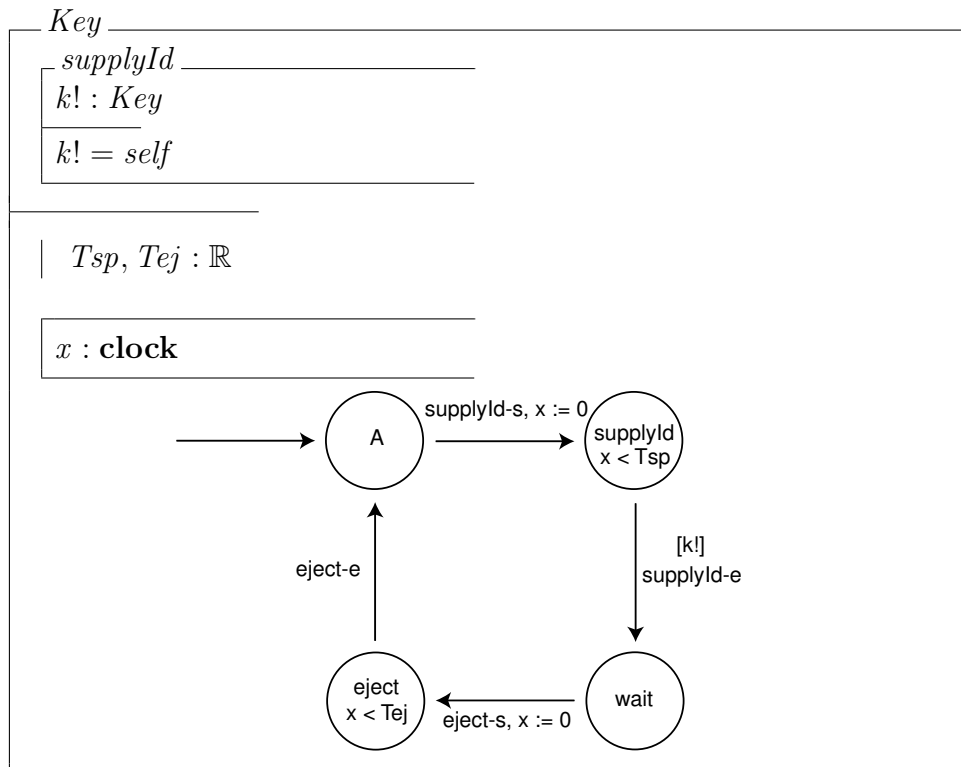 Key
supplyId
k! : Key
k! = self
Tsp, Tej : ℝ
x : clock
A
supplyId-s, x := 0
supplyId
x < Tsp
[k!]
supplyId-e
eject-e
eject
x < Tej
eject-s, x := 0
wait